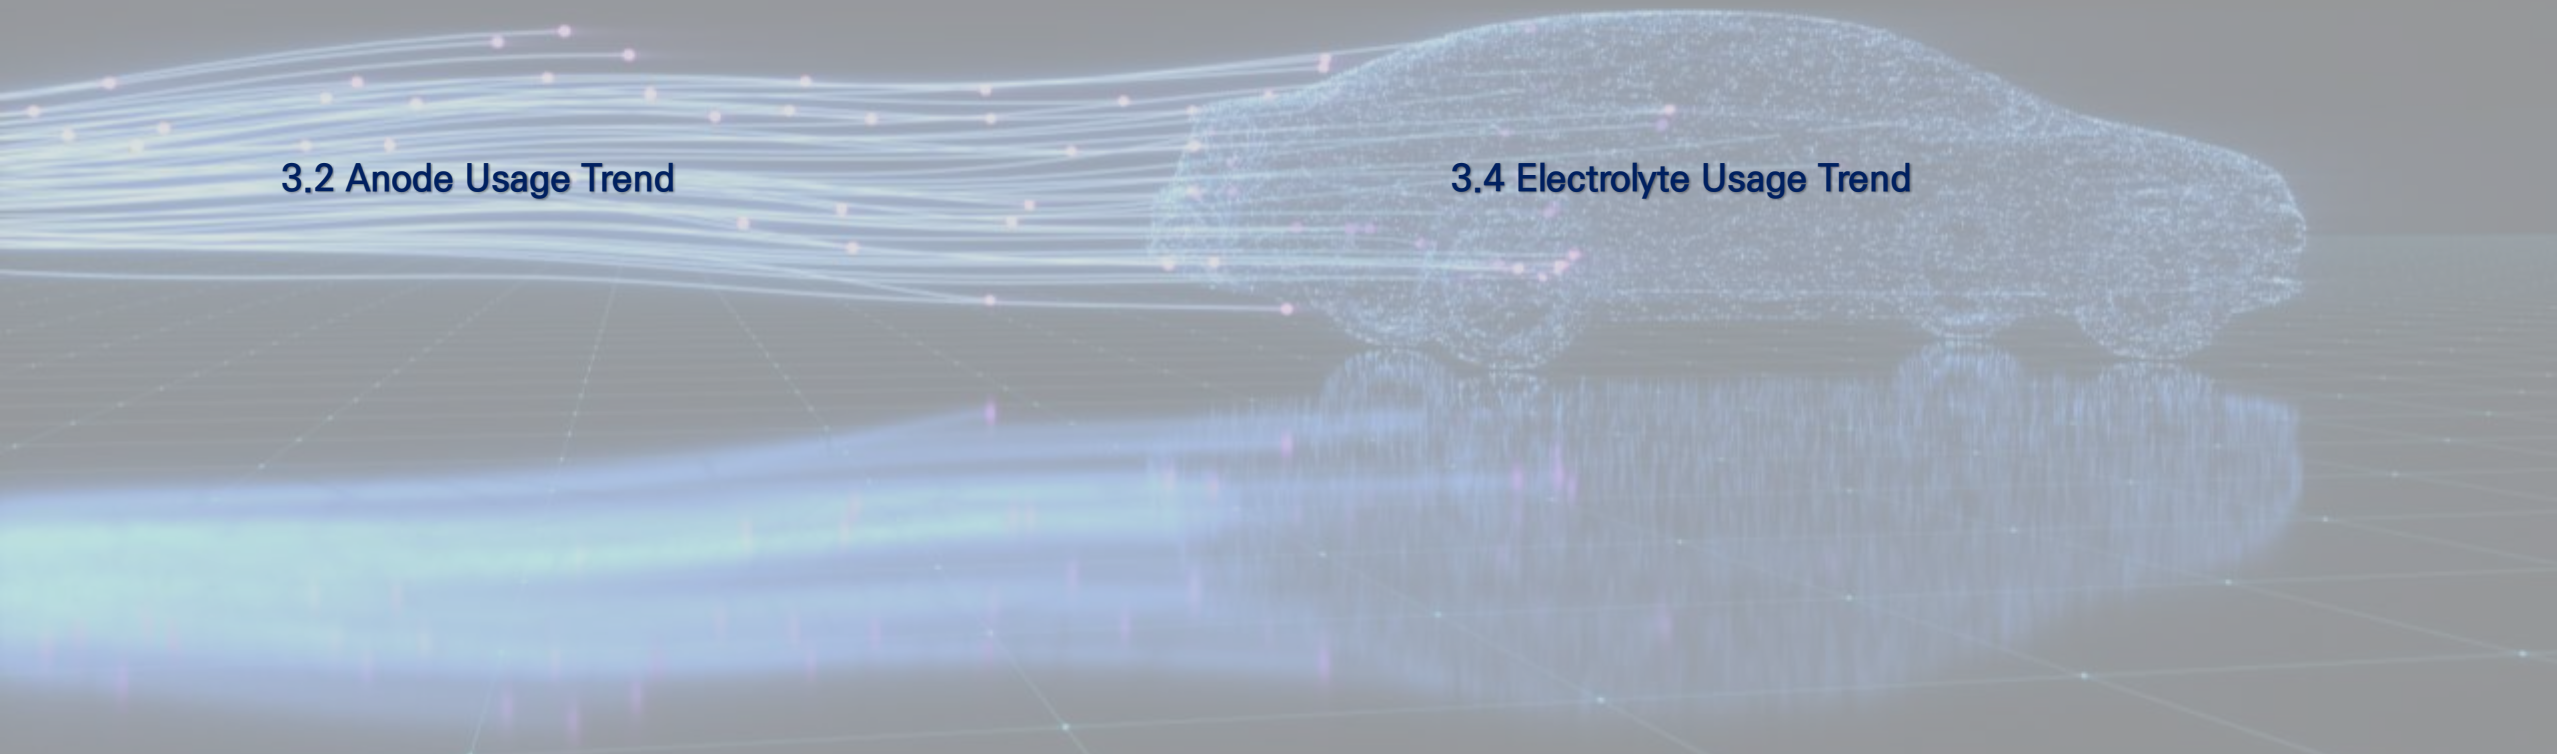 3.2 Anode Usage Trend
3.4 Electrolyte Usage Trend